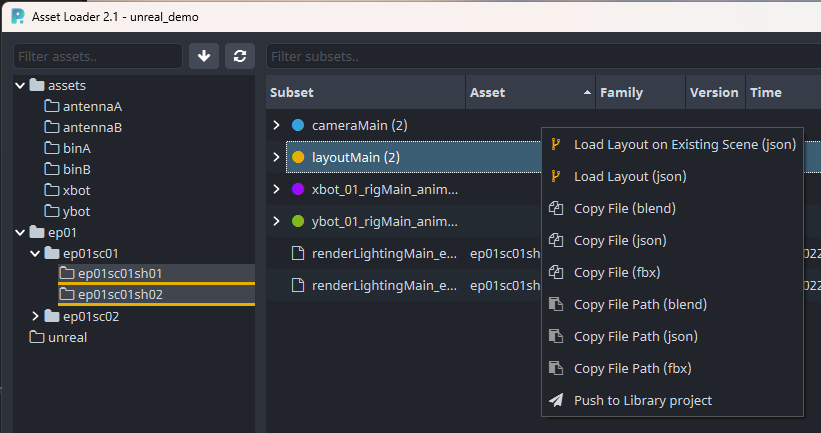 Asset Loader 2.1 - unreal_demo
Filter assets..
Filter subsets..
assets
antennaA
antennaB
binA
binB
xbot
ybot
ep01
ep01sc01
ep01sc01sh01
ep01sc01sh02
ep01sc02
unreal
Subset Asset Family Version Time
cameraMain (2)
layoutMain (2)
xbot_01_rigMain_anim...
ybot_01_rigMain_anim...
renderLightingMain_e... ep01sc01sh 022
renderLightingMain_e... ep01sc01sh 022
Load Layout on Existing Scene (json)
Load Layout (json)
Copy File (blend)
Copy File (json)
Copy File (fbx)
Copy File Path (blend)
Copy File Path (json)
Copy File Path (fbx)
Push to Library project